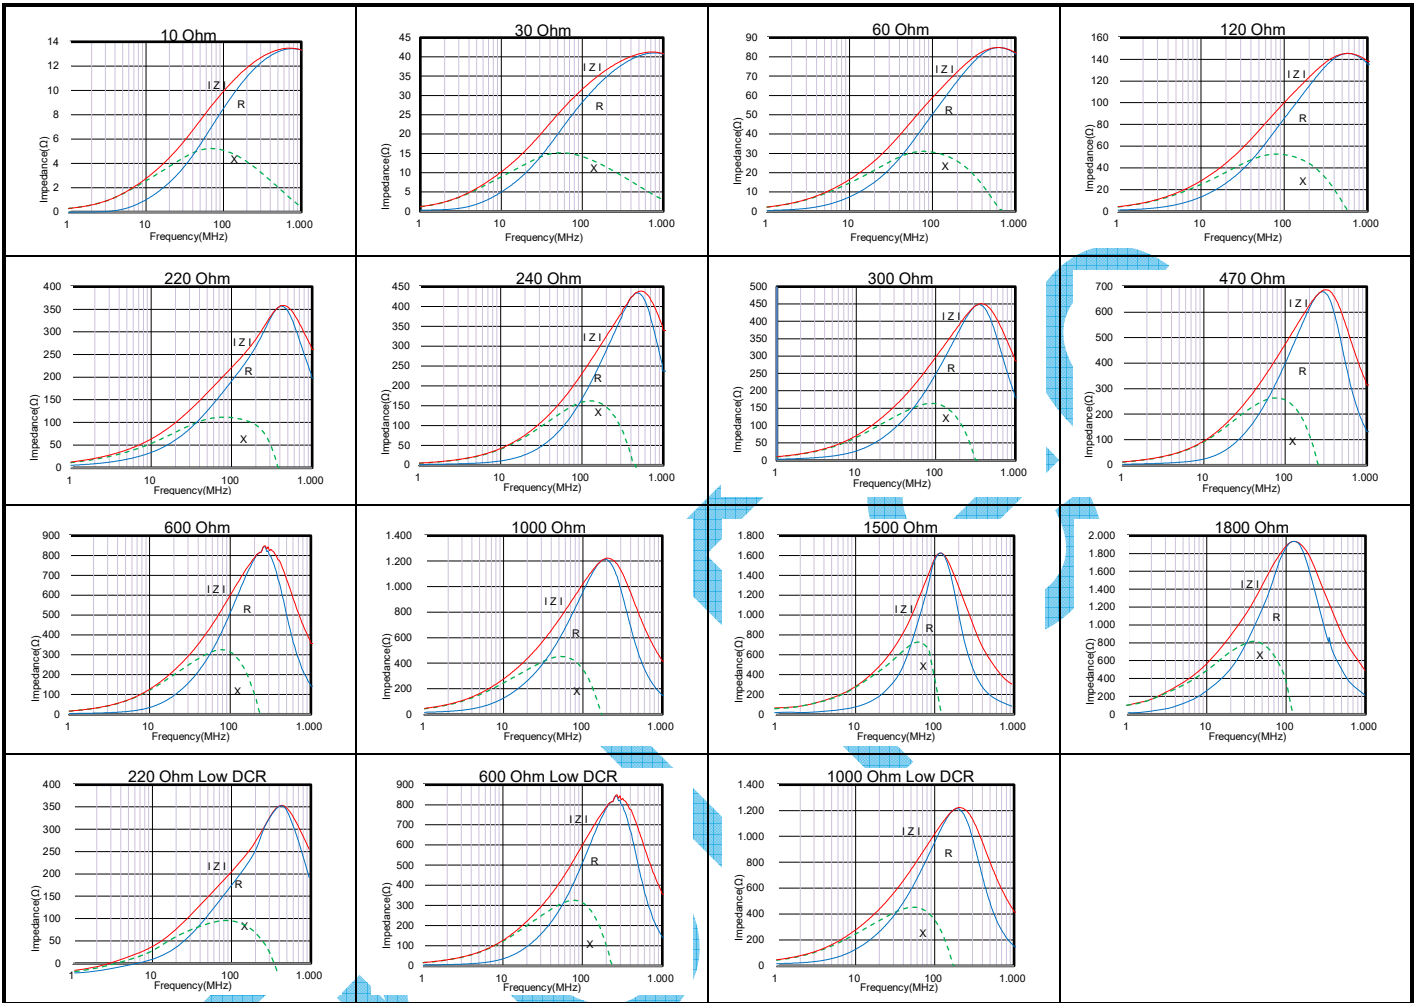 10 Ohm
14
12
10
8
6
4
2
0
Impedance(Ω)
I Z I
R
X
1
10
100
1.000
Frequency(MHz)
30 Ohm
45
40
35
30
25
20
15
10
5
0
Impedance(Ω)
I Z I
R
X
1
10
100
1.000
Frequency(MHz)
60 Ohm
90
80
70
60
50
40
30
20
10
0
Impedance(Ω)
I Z I
R
X
1
10
100
1.000
Frequency(MHz)
120 Ohm
160
140
120
100
80
60
40
20
0
Impedance(Ω)
I Z I
R
X
1
10
100
1.000
Frequency(MHz)
220 Ohm
400
350
300
250
200
150
100
50
0
Impedance(Ω)
I Z I
R
X
1
10
100
1.000
Frequency(MHz)
240 Ohm
450
400
350
300
250
200
150
100
50
0
Impedance(Ω)
I Z I
R
X
1
10
100
1.000
Frequency(MHz)
300 Ohm
500
450
400
350
300
250
200
150
100
50
0
Impedance(Ω)
I Z I
R
X
1
10
100
1.000
Frequency(MHz)
470 Ohm
700
600
500
400
300
200
100
0
Impedance(Ω)
I Z I
R
X
1
10
100
1.000
Frequency(MHz)
600 Ohm
900
800
700
600
500
400
300
200
100
0
Impedance(Ω)
I Z I
R
X
1
10
100
1.000
Frequency(MHz)
1000 Ohm
1.400
1.200
1.000
800
600
400
200
0
Impedance(Ω)
I Z I
R
X
1
10
100
1.000
Frequency(MHz)
1500 Ohm
1.800
1.600
1.400
1.200
1.000
800
600
400
200
0
Impedance(Ω)
I Z I
R
X
1
10
100
1.000
Frequency(MHz)
1800 Ohm
2.000
1.800
1.600
1.400
1.200
1.000
800
600
400
200
0
Impedance(Ω)
I Z I
R
X
1
10
100
1.000
Frequency(MHz)
220 Ohm Low DCR
400
350
300
250
200
150
100
50
0
Impedance(Ω)
I Z I
R
X
1
10
100
1.000
Frequency(MHz)
600 Ohm Low DCR
900
800
700
600
500
400
300
200
100
0
Impedance(Ω)
I Z I
R
X
1
10
100
1.000
Frequency(MHz)
1000 Ohm Low DCR
1.400
1.200
1.000
800
600
400
200
0
Impedance(Ω)
I Z I
R
X
1
10
100
1.000
Frequency(MHz)